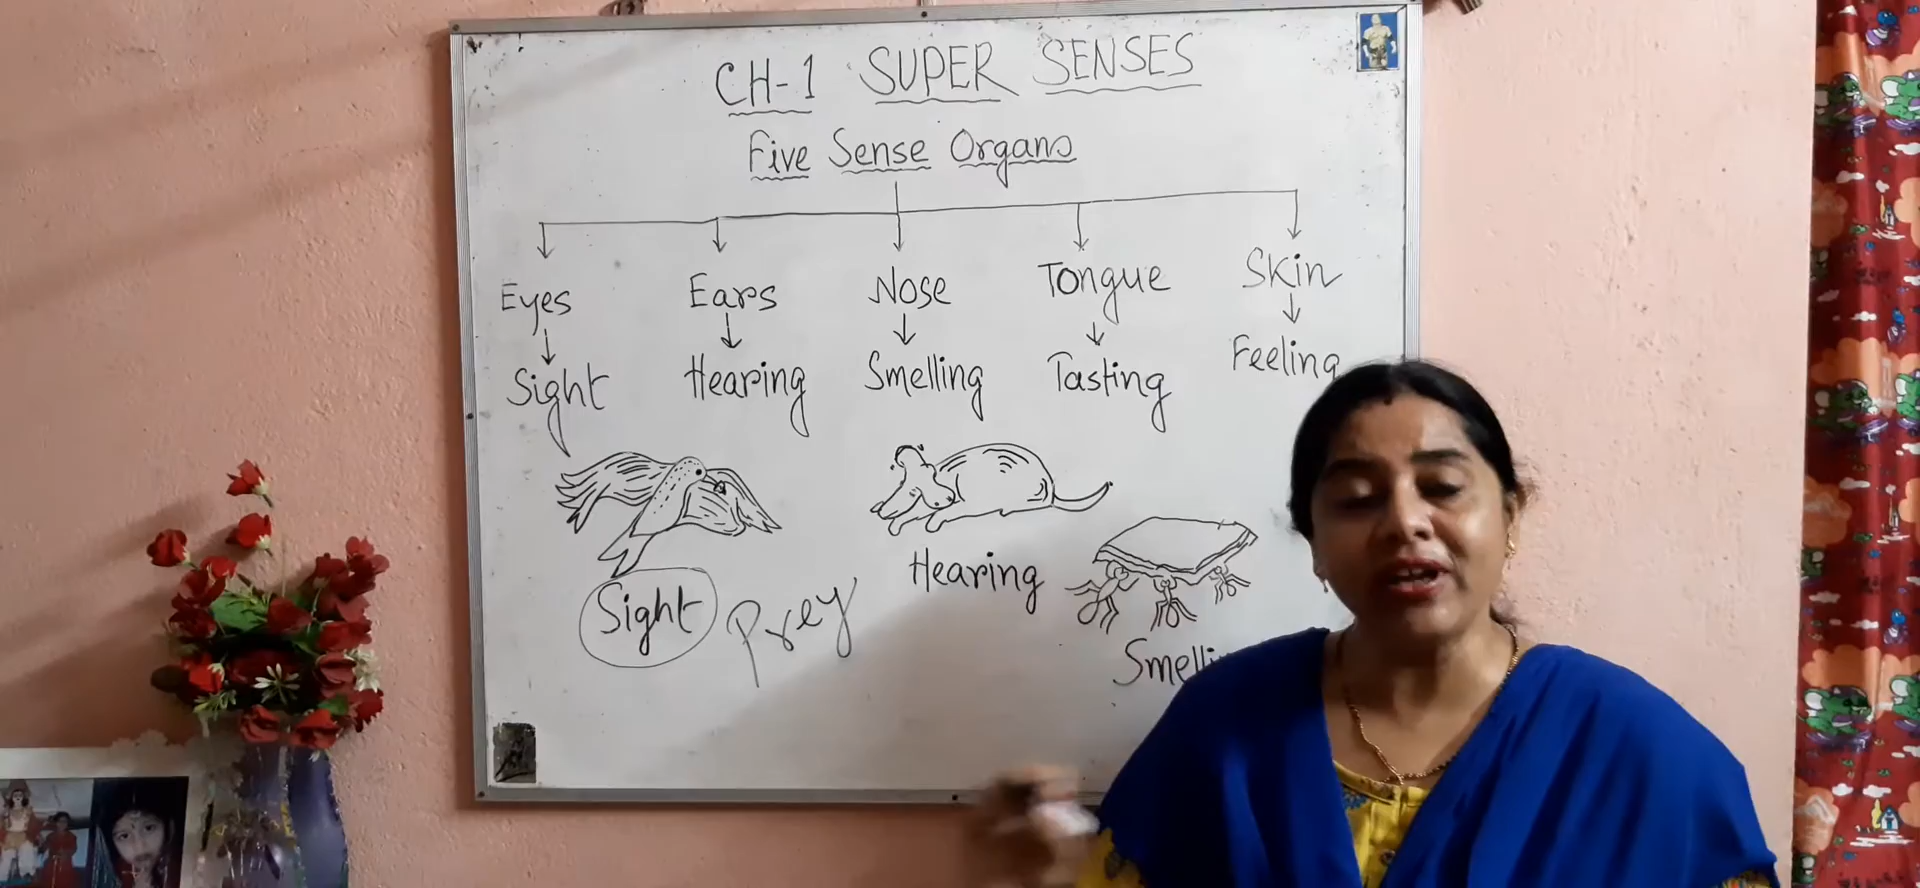 CH-1 SUPER SENSES
Five Sense Organs
Eyes Ears Nose Tongue Skin
Sight Hearing Smelling Tasting Feeling
Hearing
Sight Prey